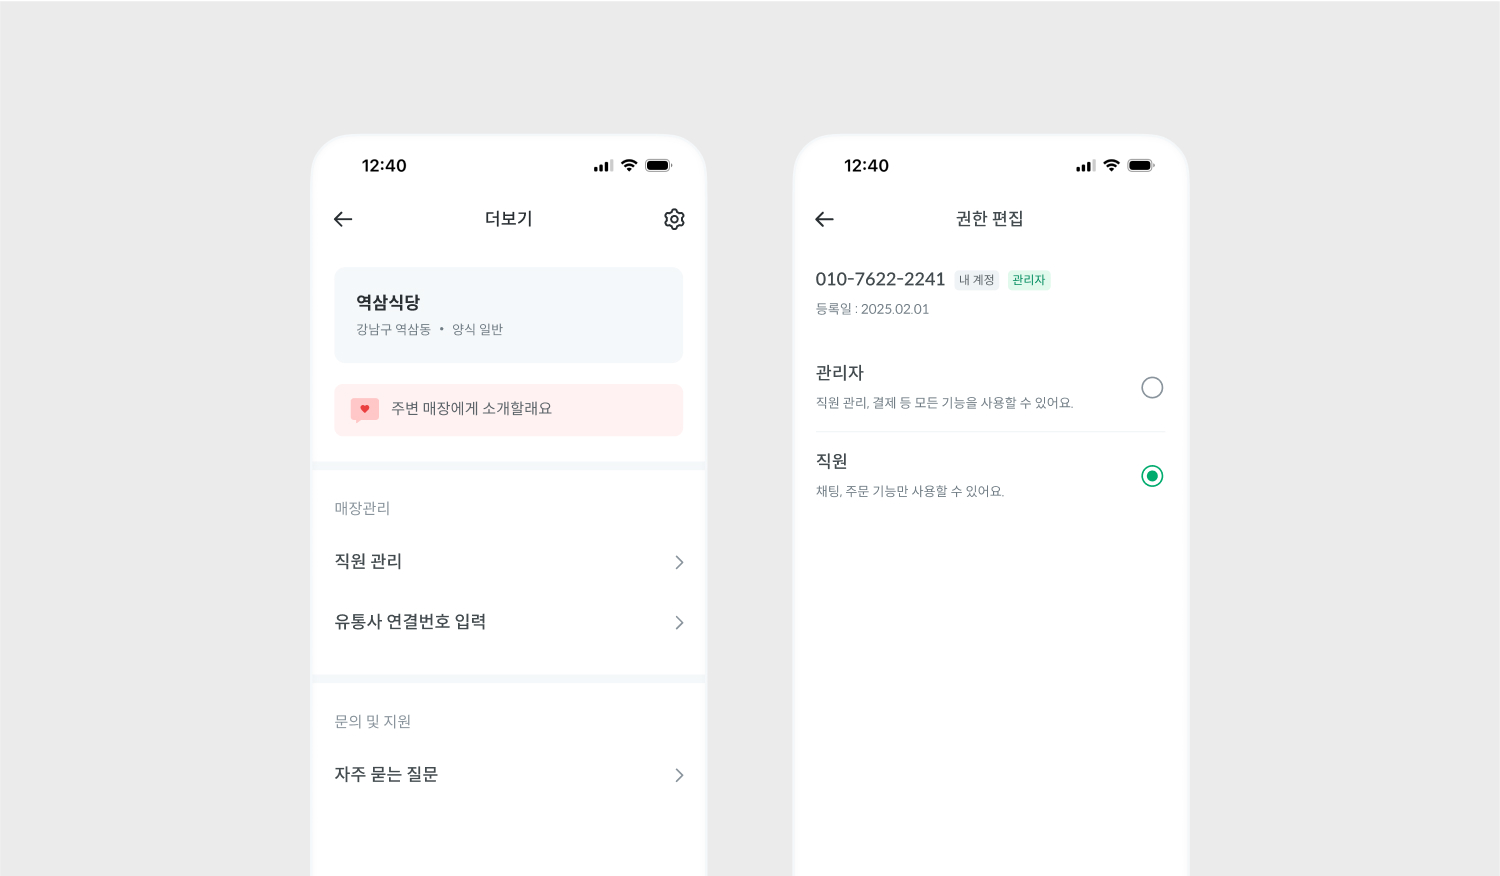 12:40
더보기
역삼식당
강남구 역삼동 • 양식 일반
주변 매장에게 소개할래요
매장관리
직원 관리
유통사 연결번호 입력
문의 및 지원
자주 묻는 질문
12:40
권한 편집
010-7622-2241 내 계정 관리자
등록일 : 2025.02.01
관리자
직원 관리, 결제 등 모든 기능을 사용할 수 있어요.
직원
채팅, 주문 기능만 사용할 수 있어요.